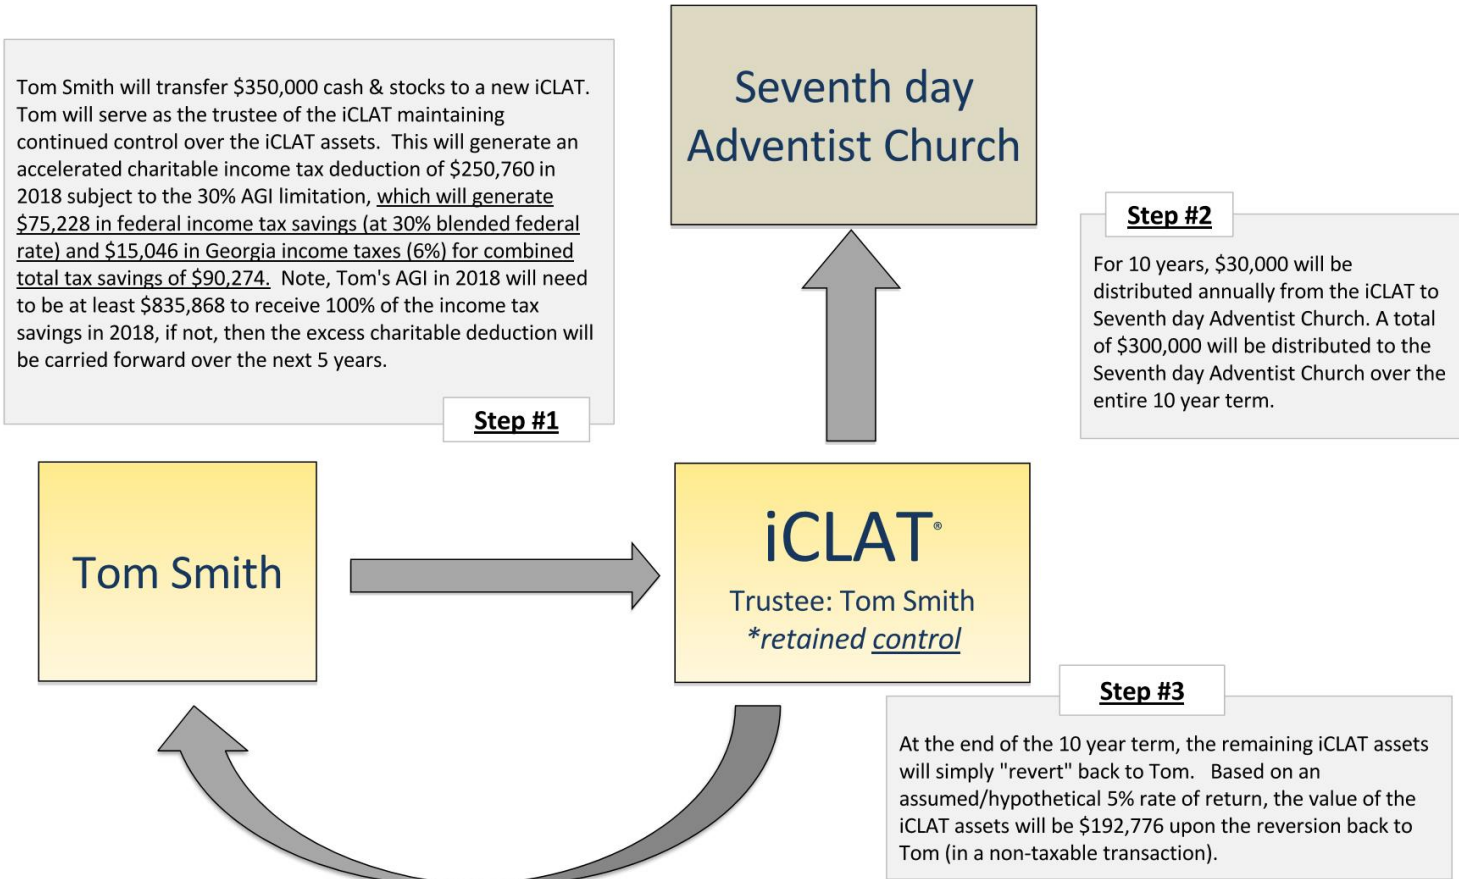 Tom Smith will transfer $350,000 cash & stocks to a new iCLAT.
Tom will serve as the trustee of the iCLAT maintaining
continued control over the iCLAT assets.  This will generate an
accelerated charitable income tax deduction of $250,760 in
2018 subject to the 30% AGI limitation, which will generate
$75,228 in federal income tax savings (at 30% blended federal
rate) and $15,046 in Georgia income taxes (6%) for combined
total tax savings of $90,274.  Note, Tom's AGI in 2018 will need
to be at least $835,868 to receive 100% of the income tax
savings in 2018, if not, then the excess charitable deduction will
be carried forward over the next 5 years.
Step #1
Seventh day
Adventist Church
Step #2
For 10 years, $30,000 will be
distributed annually from the iCLAT to
Seventh day Adventist Church. A total
of $300,000 will be distributed to the
Seventh day Adventist Church over the
entire 10 year term.
Tom Smith
iCLAT®
Trustee: Tom Smith
*retained control
Step #3
At the end of the 10 year term, the remaining iCLAT assets
will simply "revert" back to Tom.   Based on an
assumed/hypothetical 5% rate of return, the value of the
iCLAT assets will be $192,776 upon the reversion back to
Tom (in a non-taxable transaction).